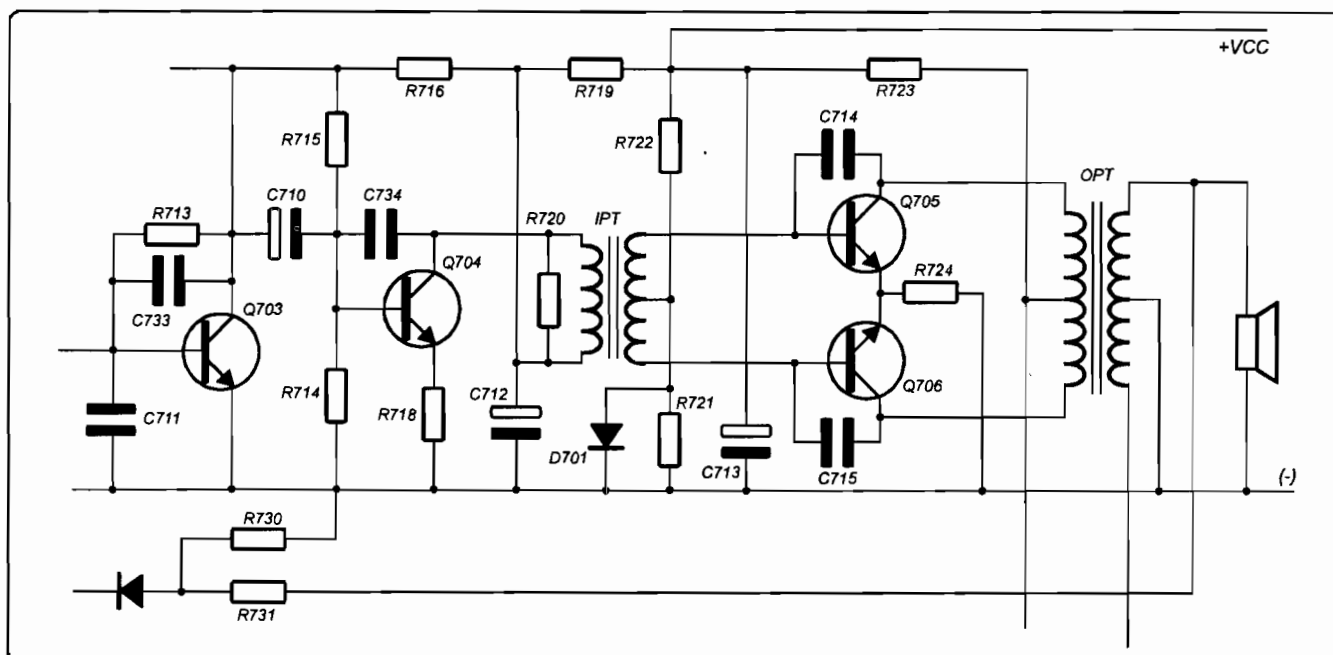 +VCC
R716
R719
R723
R715
R722
C714
C710
C734
R713
R720
IPT
Q705
OPT
Q704
R724
C733
Q703
R714
R718
C712
R721
Q706
C711
D701
C713
C715
(-)
R730
R731